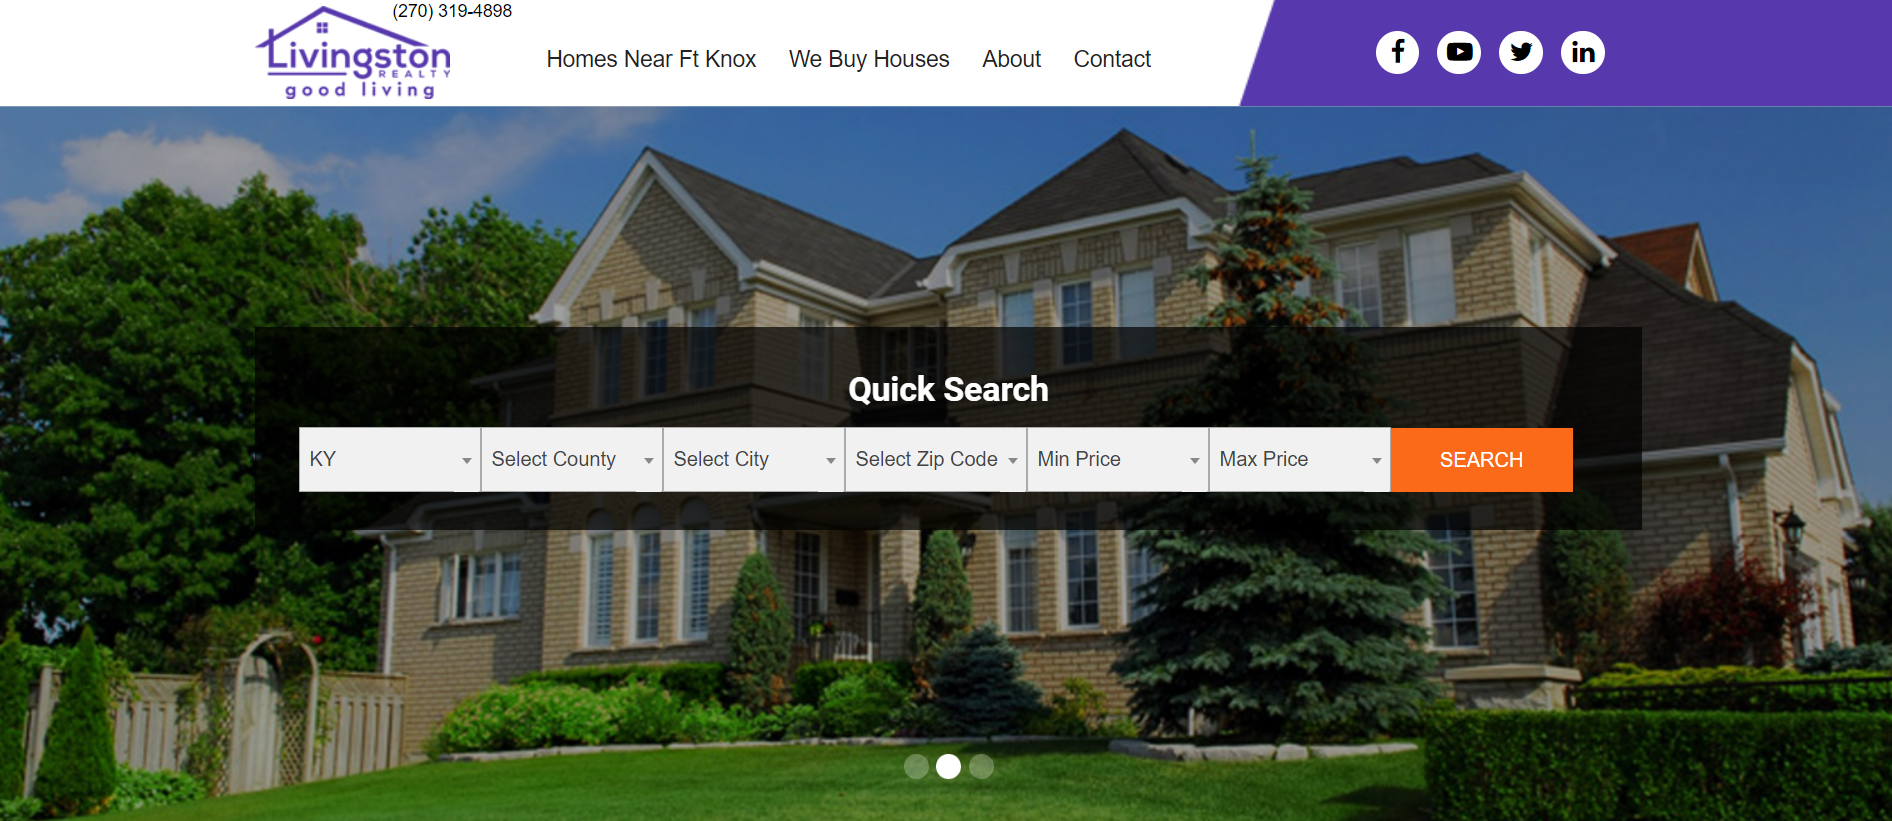 (270) 319-4898
Livingston
REALTY
good living
Homes Near Ft Knox We Buy Houses About Contact
Quick Search
KY Select County Select City Select Zip Code Min Price Max Price SEARCH